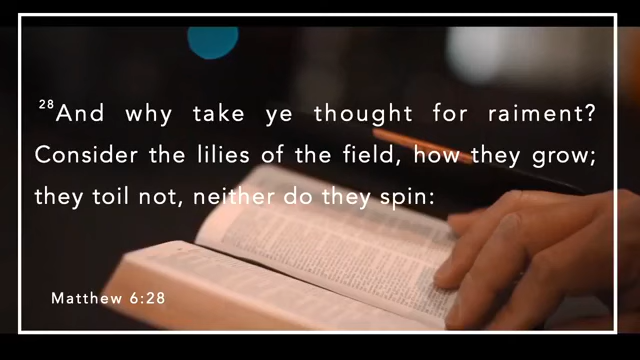 28And why take ye thought for raiment?
Consider the lilies of the field, how they grow;
they toil not, neither do they spin:
Matthew 6:28